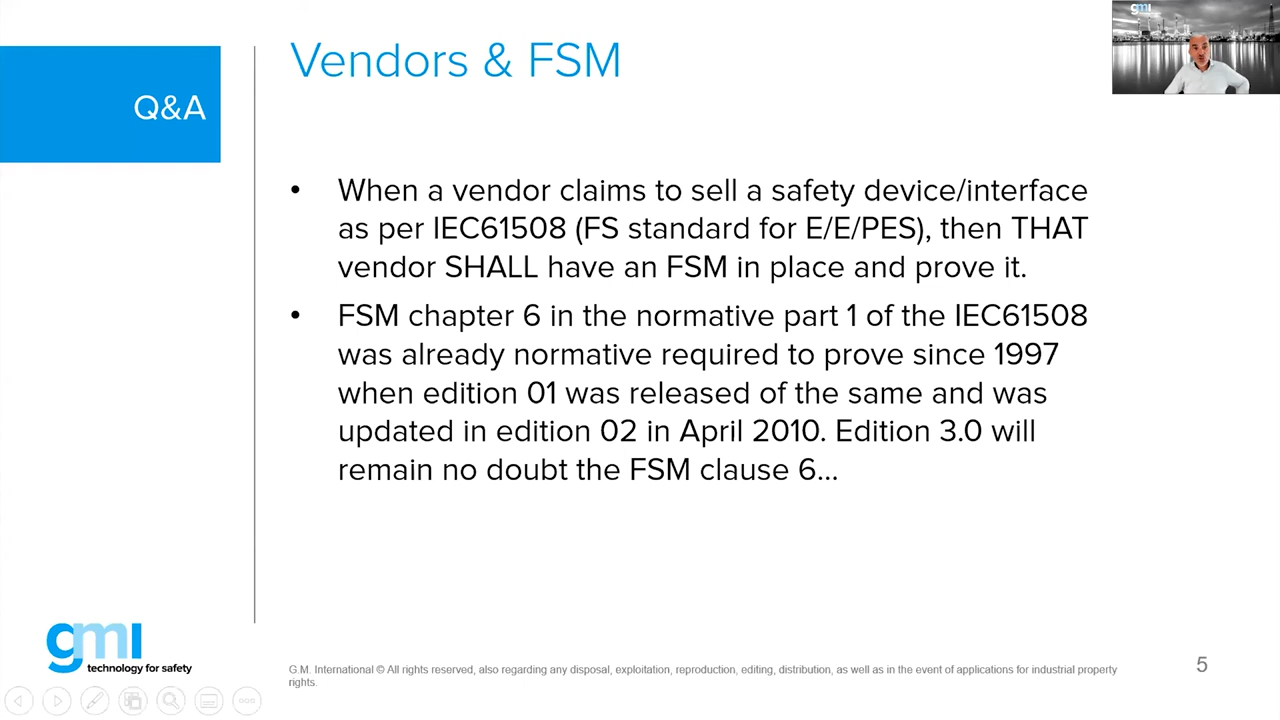 gmi
Vendors & FSM
Q&A
• When a vendor claims to sell a safety device/interface
as per IEC61508 (FS standard for E/E/PES), then THAT
vendor SHALL have an FSM in place and prove it.
• FSM chapter 6 in the normative part 1 of the IEC61508
was already normative required to prove since 1997
when edition 01 was released of the same and was
updated in edition 02 in April 2010. Edition 3.0 will
remain no doubt the FSM clause 6...
gmi
technology for safety
G.M. International © All rights reserved, also regarding any disposal, exploitation, reproduction, editing, distribution, as well as in the event of applications for industrial property
rights.
5